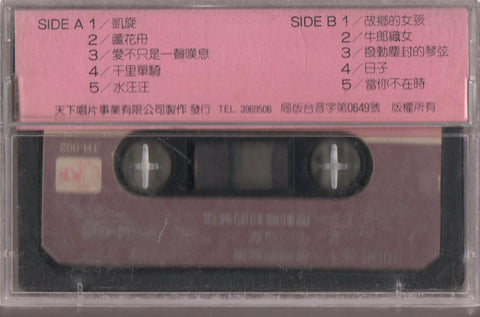 SIDE A 1/凱旋
2/蘆花舟
3/愛不只是一聲嘆息
4/千里單騎
5/水汪汪
SIDE B 1/故鄉的女孩
2/牛郎織女
3/撥動塵封的琴弦
4/日子
5/當你不在時
天下唱片事業有限公司製作 發行 TEL 3969506 局版台音字第0649號 版權所有
TH-002